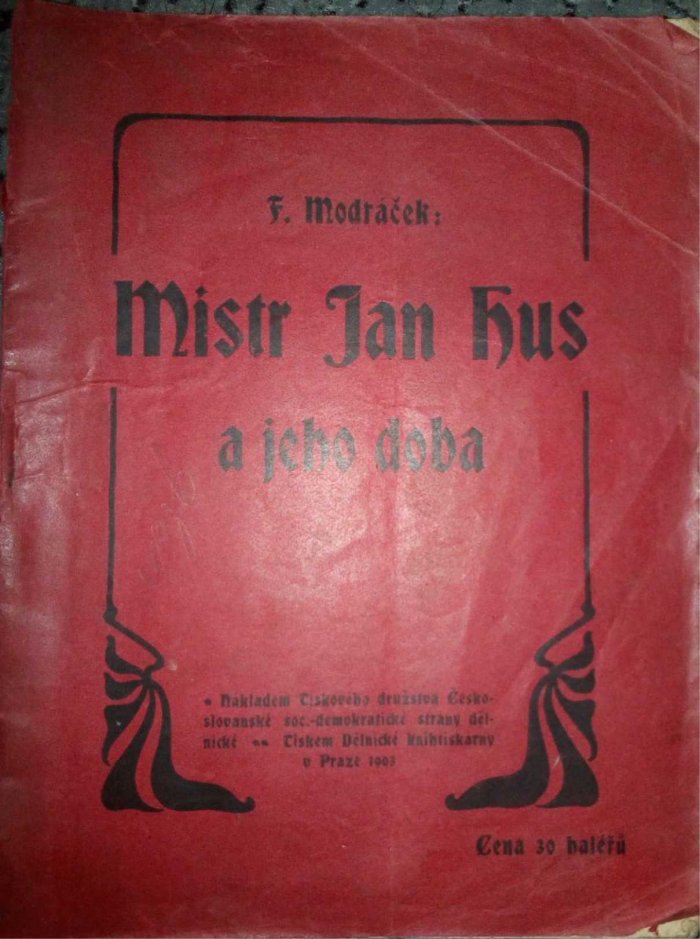 F. Modráček:
Mistr Jan Hus
a jeho doba
Nákladem Tiskového družstva Česko-
slovanské soc.-demokratické strany děl-
nické Tiskem Dělnické knihtiskárny
v Praze 1903
Cena 30 haléřů